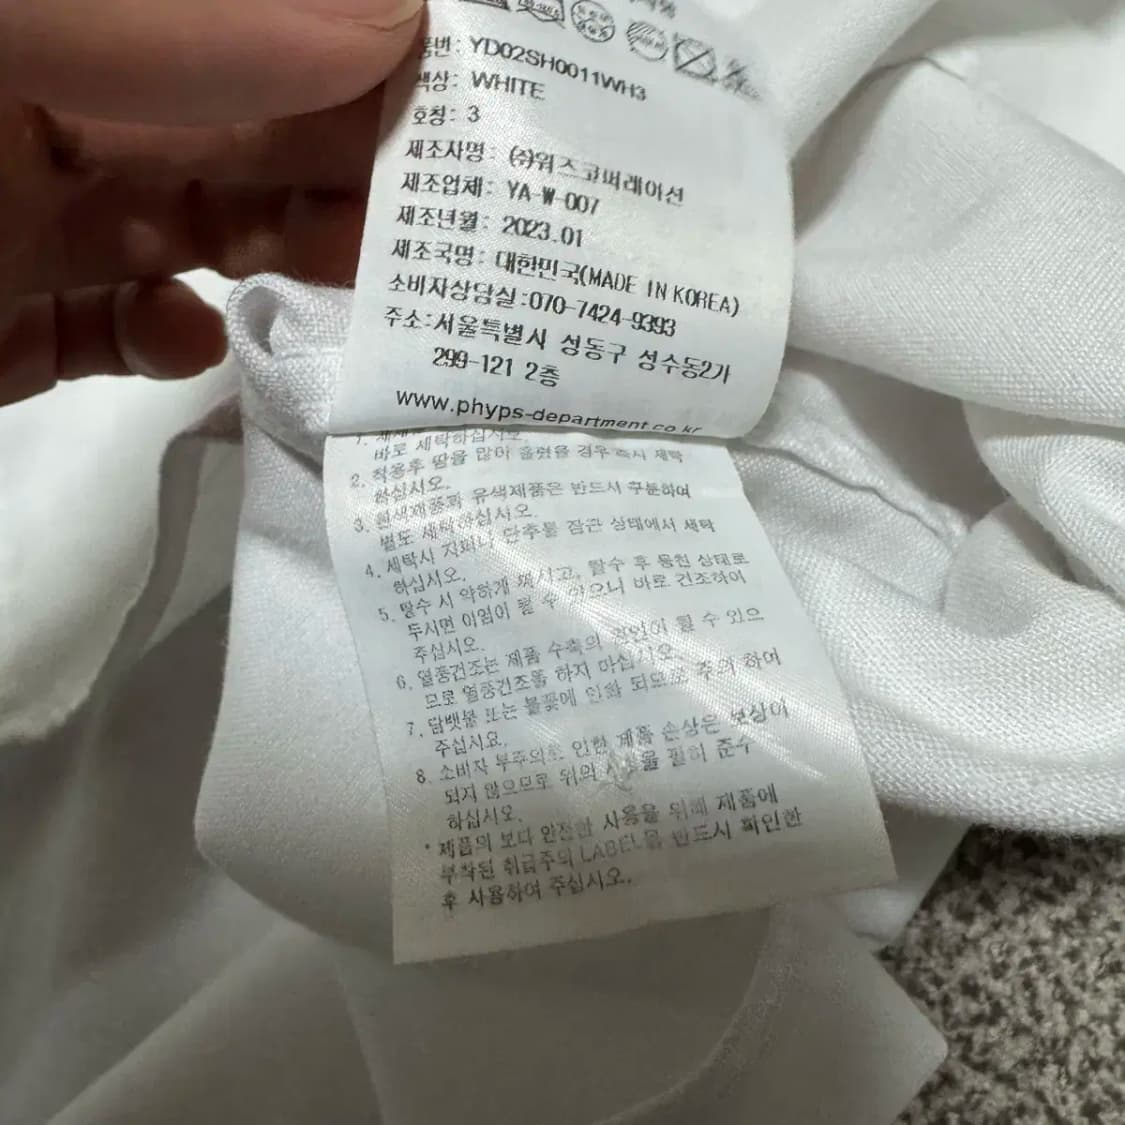 품번: YD02SH0011WH3
색상: WHITE
호칭: 3
제조자명: (주)워즈코퍼레이션
제조업체: YA-W-007
제조년월: 2023.01
제조국명: 대한민국(MADE IN KOREA)
소비자상담실:070-7424-9393
주소:서울특별시 성동구 성수동2가
299-121 2층
www.phyps-department.co.kr
1.
바로 세탁하십시오.
2. 착용후 땀을 많이 흘렸을 경우 즉시 세탁
하십시오.
3. 흰색제품과 유색제품은 반드시 구분하여
별도 세탁하십시오.
4. 세탁시 지퍼나 단추를 잠근 상태에서 세탁
하십시오.
5. 탈수 시 약하게 하시고, 탈수 후 뭉친 상태로
두시면 이염이 될 수 있으니 바로 건조하여
주십시오.
6. 열풍건조는 제품 수축의 원인이 될 수 있으
므로 열풍건조를 하지 마십시오.
7. 담뱃불 또는 불꽃에 인화 되므로 주의 하여
주십시요.
8. 소비자 부주의로 인한 제품 손상은 보상이
되지 않으므로 위의 을 필히 준수
하십시오.
* 제품의 보다 안전한 사용을 위해 제품에
부착된 취급주의 LABEL을 반드시 확인한
후 사용하여 주십시오.